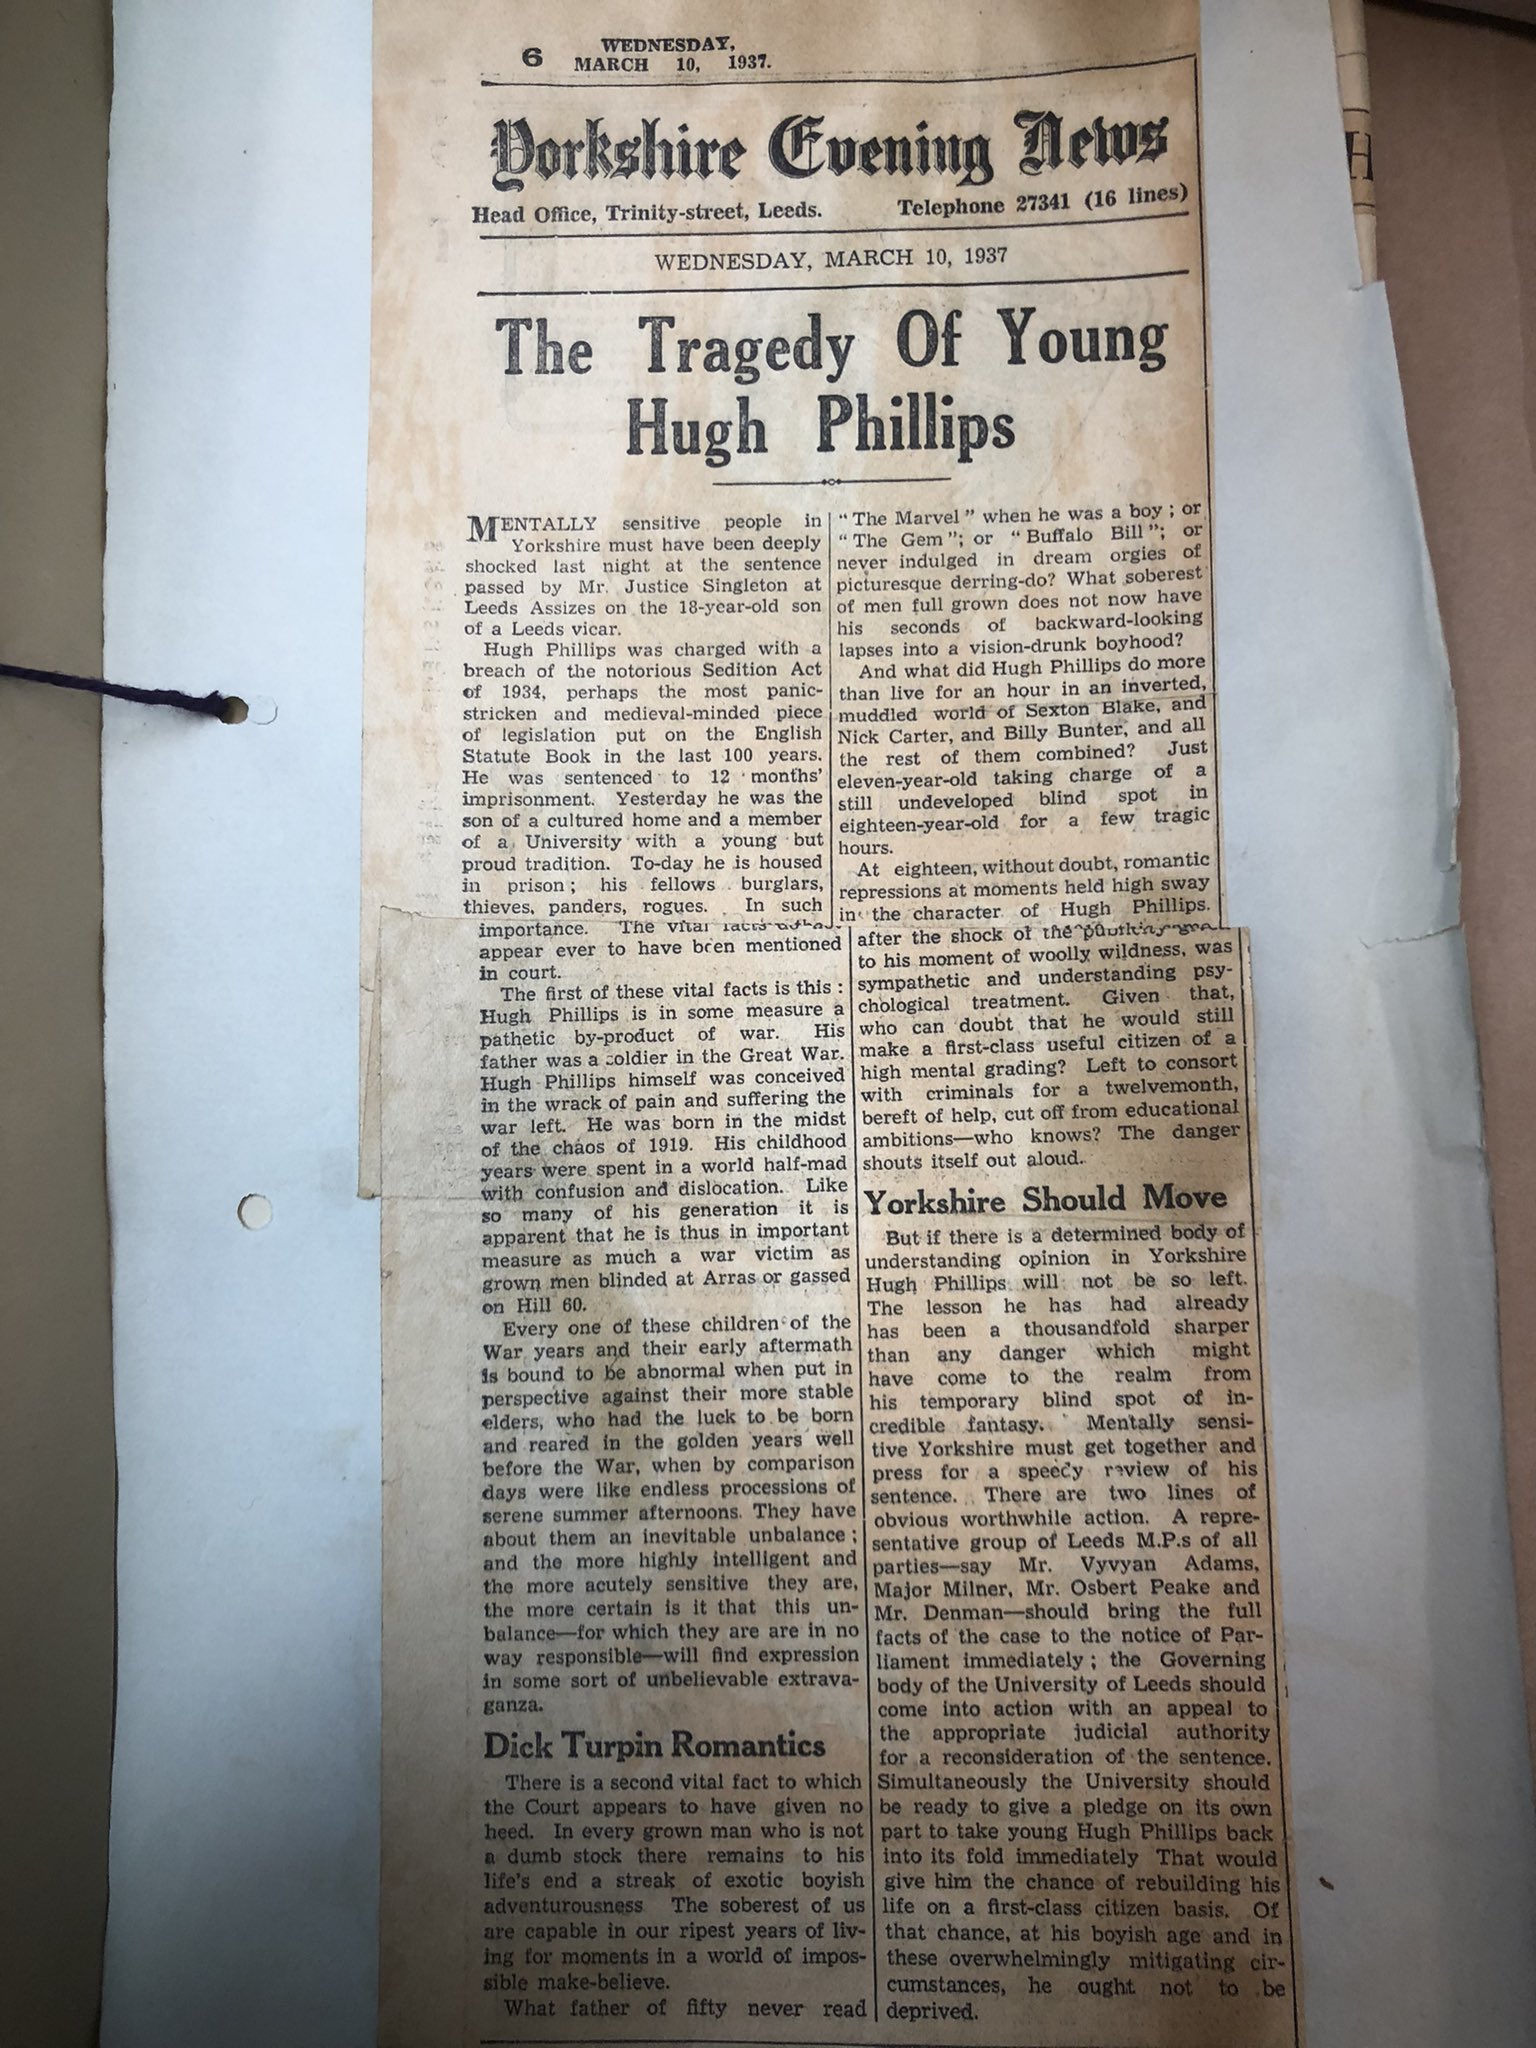 6 WEDNESDAY,
MARCH 10, 1937.
Yorkshire Evening News
Head Office, Trinity-street, Leeds. Telephone 27341 (16 lines)
WEDNESDAY, MARCH 10, 1937
The Tragedy Of Young
Hugh Phillips
MENTALLY sensitive people in
Yorkshire must have been deeply
shocked last night at the sentence
passed by Mr. Justice Singleton at
Leeds Assizes on the 18-year-old son
of a Leeds vicar.
Hugh Phillips was charged with a
breach of the notorious Sedition Act
of 1934, perhaps the most panic-
stricken and medieval-minded piece
of legislation put on the English
Statute Book in the last 100 years.
He was sentenced to 12 months'
imprisonment. Yesterday he was the
son of a cultured home and a member
of a University with a young but
proud tradition. To-day he is housed
in prison; his fellows burglars,
thieves, panders, rogues. In such
importance. The vital facts
appear ever to have been mentioned
in court.
The first of these vital facts is this:
Hugh Phillips is in some measure a
pathetic by-product of war. His
father was a soldier in the Great War.
Hugh Phillips himself was conceived
in the wrack of pain and suffering the
war left. He was born in the midst
of the chaos of 1919. His childhood
years were spent in a world half-mad
with confusion and dislocation. Like
so many of his generation it is
apparent that he is thus in important
measure as much a war victim as
grown men blinded at Arras or gassed
on Hill 60.
Every one of these children of the
War years and their early aftermath
is bound to be abnormal when put in
perspective against their more stable
elders, who had the luck to be born
and reared in the golden years well
before the War, when by comparison
days were like endless processions of
serene summer afternoons. They have
about them an inevitable unbalance;
and the more highly intelligent and
the more acutely sensitive they are,
the more certain is it that this un-
balance—for which they are are in no
way responsible—will find expression
in some sort of unbelievable extrava-
ganza.
Dick Turpin Romantics
There is a second vital fact to which
the Court appears to have given no
heed. In every grown man who is not
a dumb stock there remains to his
life's end a streak of exotic boyish
adventurousness The soberest of us
are capable in our ripest years of liv-
ing for moments in a world of impos-
sible make-believe.
What father of fifty never read
"The Marvel" when he was a boy; or
"The Gem"; or "Buffalo Bill"; or
never indulged in dream orgies of
picturesque derring-do? What soberest
of men full grown does not now have
his seconds of backward-looking
lapses into a vision-drunk boyhood?
And what did Hugh Phillips do more
than live for an hour in an inverted,
muddled world of Sexton Blake, and
Nick Carter, and Billy Bunter, and all
the rest of them combined? Just
eleven-year-old taking charge of a
still undeveloped blind spot in
eighteen-year-old for a few tragic
hours.
At eighteen, without doubt, romantic
repressions at moments held high sway
in the character of Hugh Phillips.
after the shock of the
to his moment of woolly wildness, was
sympathetic and understanding psy-
chological treatment. Given that,
who can doubt that he would still
make a first-class useful citizen of a
high mental grading? Left to consort
with criminals for a twelvemonth,
bereft of help, cut off from educational
ambitions—who knows? The danger
shouts itself out aloud.
Yorkshire Should Move
But if there is a determined body of
understanding opinion in Yorkshire
Hugh Phillips will not be so left.
The lesson he has had already
has been a thousandfold sharper
than any danger which might
have come to the realm from
his temporary blind spot of in-
credible fantasy. Mentally sensi-
tive Yorkshire must get together and
press for a speedy review of his
sentence. There are two lines of
obvious worthwhile action. A repre-
sentative group of Leeds M.P.s of all
parties—say Mr. Vyvyan Adams,
Major Milner, Mr. Osbert Peake and
Mr. Denman—should bring the full
facts of the case to the notice of Par-
liament immediately; the Governing
body of the University of Leeds should
come into action with an appeal to
the appropriate judicial authority
for a reconsideration of the sentence.
Simultaneously the University should
be ready to give a pledge on its own
part to take young Hugh Phillips back
into its fold immediately That would
give him the chance of rebuilding his
life on a first-class citizen basis. Of
that chance, at his boyish age and in
these overwhelmingly mitigating cir-
cumstances, he ought not to be
deprived.